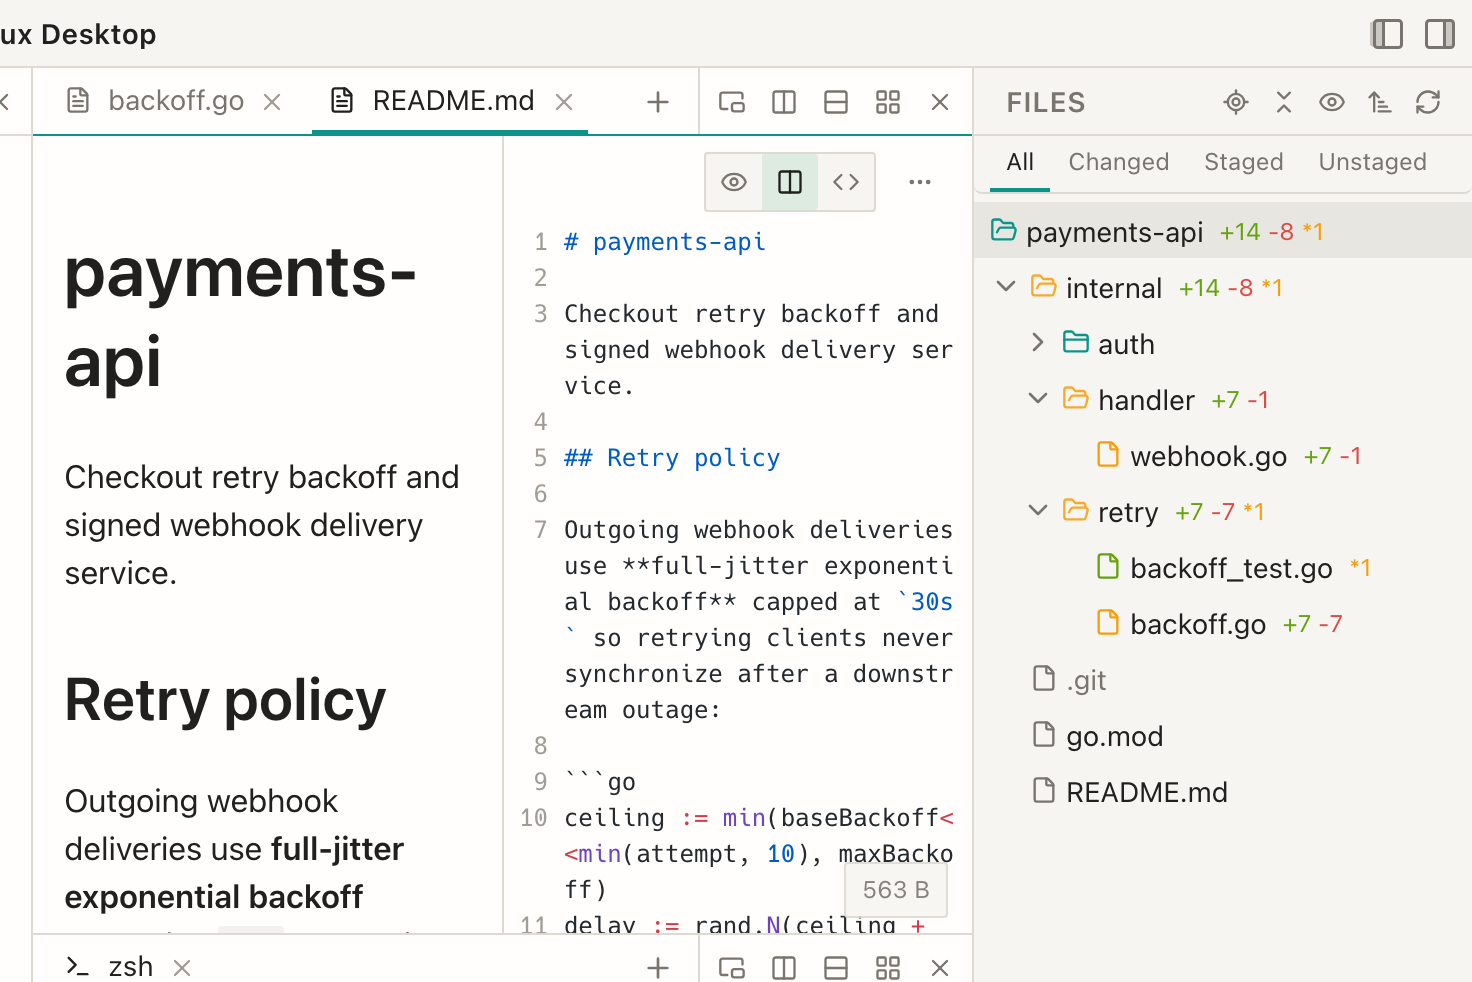 ux Desktop
backoff.go
README.md
FILES
All Changed Staged Unstaged
payments-
api
Checkout retry backoff and
signed webhook delivery
service.
Retry policy
Outgoing webhook
deliveries use full-jitter
exponential backoff
1 # payments-api
2
3 Checkout retry backoff and
signed webhook delivery ser
vice.
4
5 ## Retry policy
6
7 Outgoing webhook deliveries
use **full-jitter exponenti
al backoff** capped at `30s
` so retrying clients never
synchronize after a downstr
eam outage:
8
9 ```go
10 ceiling := min(baseBackoff<
<min(attempt, 10), maxBacko
ff)
11 delay := rand.N(ceiling +
563 B
payments-api +14 -8 *1
internal +14 -8 *1
auth
handler +7 -1
webhook.go +7 -1
retry +7 -7 *1
backoff_test.go *1
backoff.go +7 -7
.git
go.mod
README.md
zsh